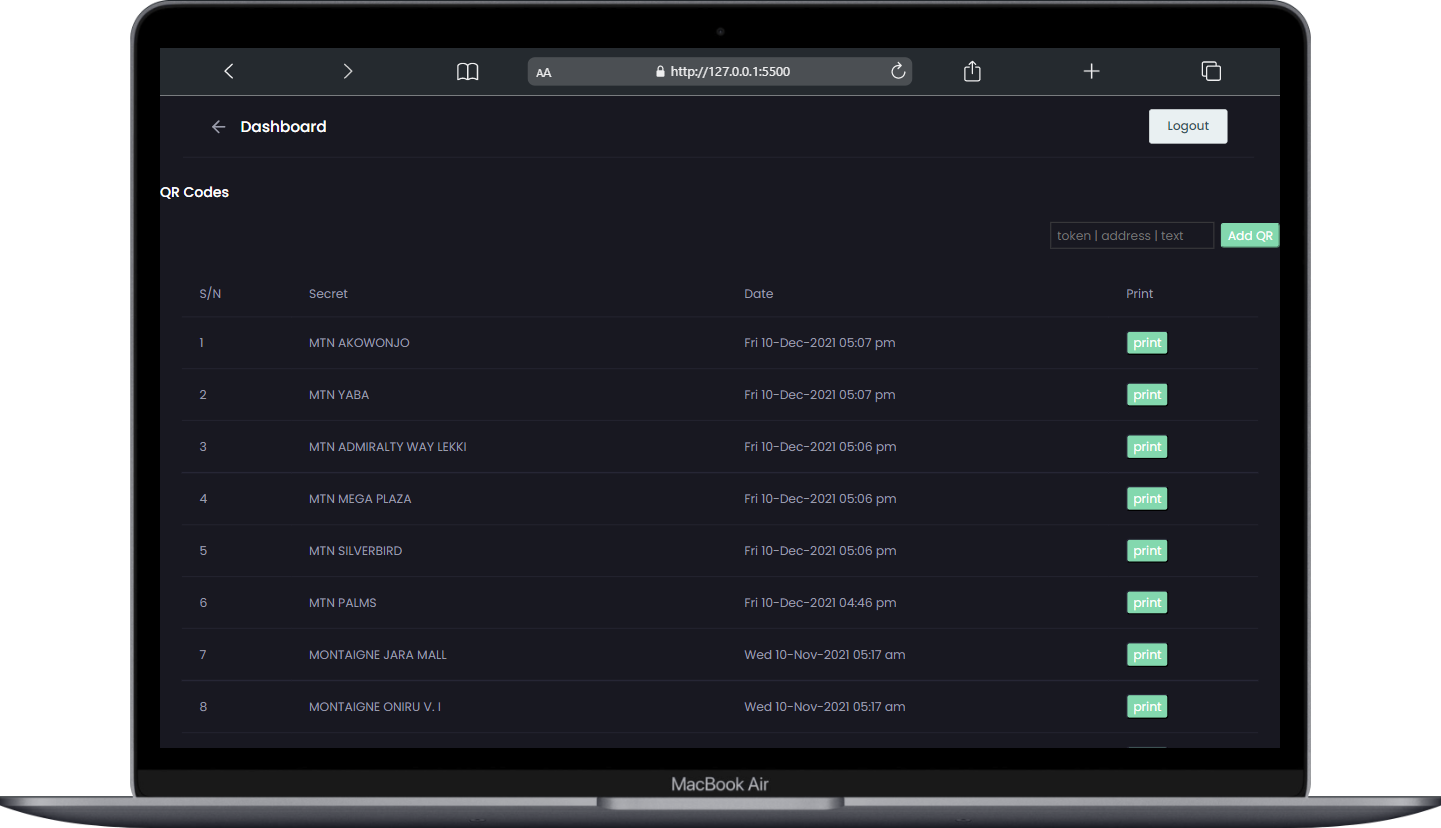 AA http://127.0.0.1:5500
Dashboard Logout
QR Codes
token | address | text Add QR
S/N Secret Date Print
1 MTN AKOWONJO Fri 10-Dec-2021 05:07 pm print
2 MTN YABA Fri 10-Dec-2021 05:07 pm print
3 MTN ADMIRALTY WAY LEKKI Fri 10-Dec-2021 05:06 pm print
4 MTN MEGA PLAZA Fri 10-Dec-2021 05:06 pm print
5 MTN SILVERBIRD Fri 10-Dec-2021 05:06 pm print
6 MTN PALMS Fri 10-Dec-2021 04:46 pm print
7 MONTAIGNE JARA MALL Wed 10-Nov-2021 05:17 am print
8 MONTAIGNE ONIRU V. I Wed 10-Nov-2021 05:17 am print
MacBook Air